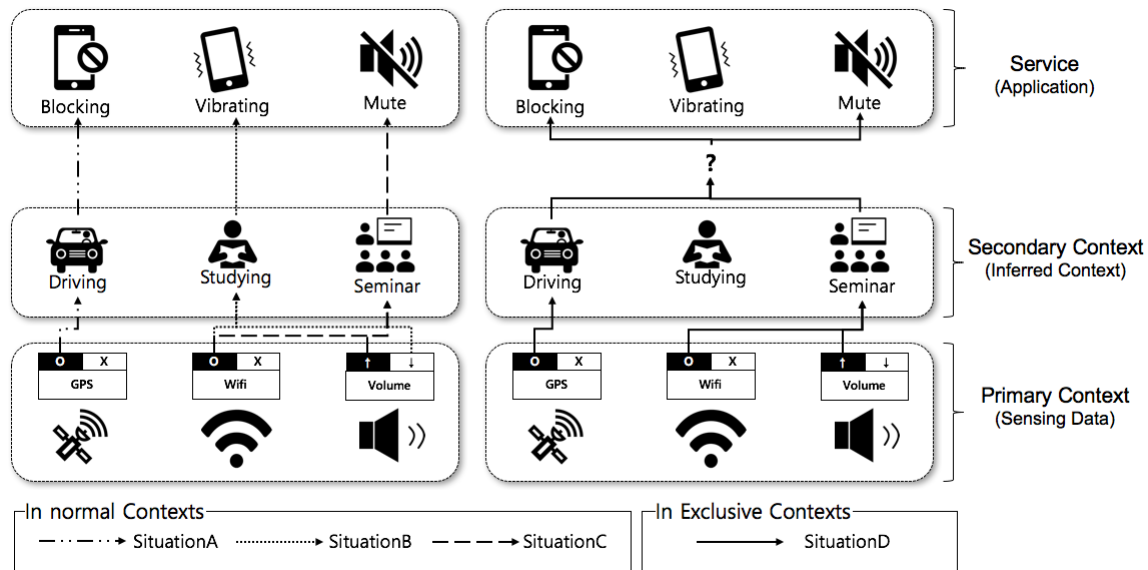 Blocking Vibrating Mute
Blocking Vibrating Mute
Service
(Application)
?
Driving Studying Seminar
Driving Studying Seminar
Secondary Context
(Inferred Context)
O X O X ↑ ↓
GPS Wifi Volume
O X O X ↑ ↓
GPS Wifi Volume
Primary Context
(Sensing Data)
In normal Contexts
SituationA SituationB SituationC
In Exclusive Contexts
SituationD